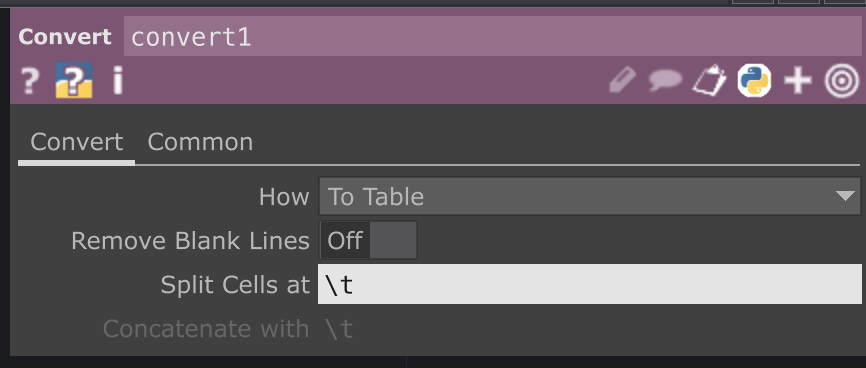 Convert convert1
? ? i
Convert Common
How To Table
Remove Blank Lines Off
Split Cells at \t
Concatenate with \t